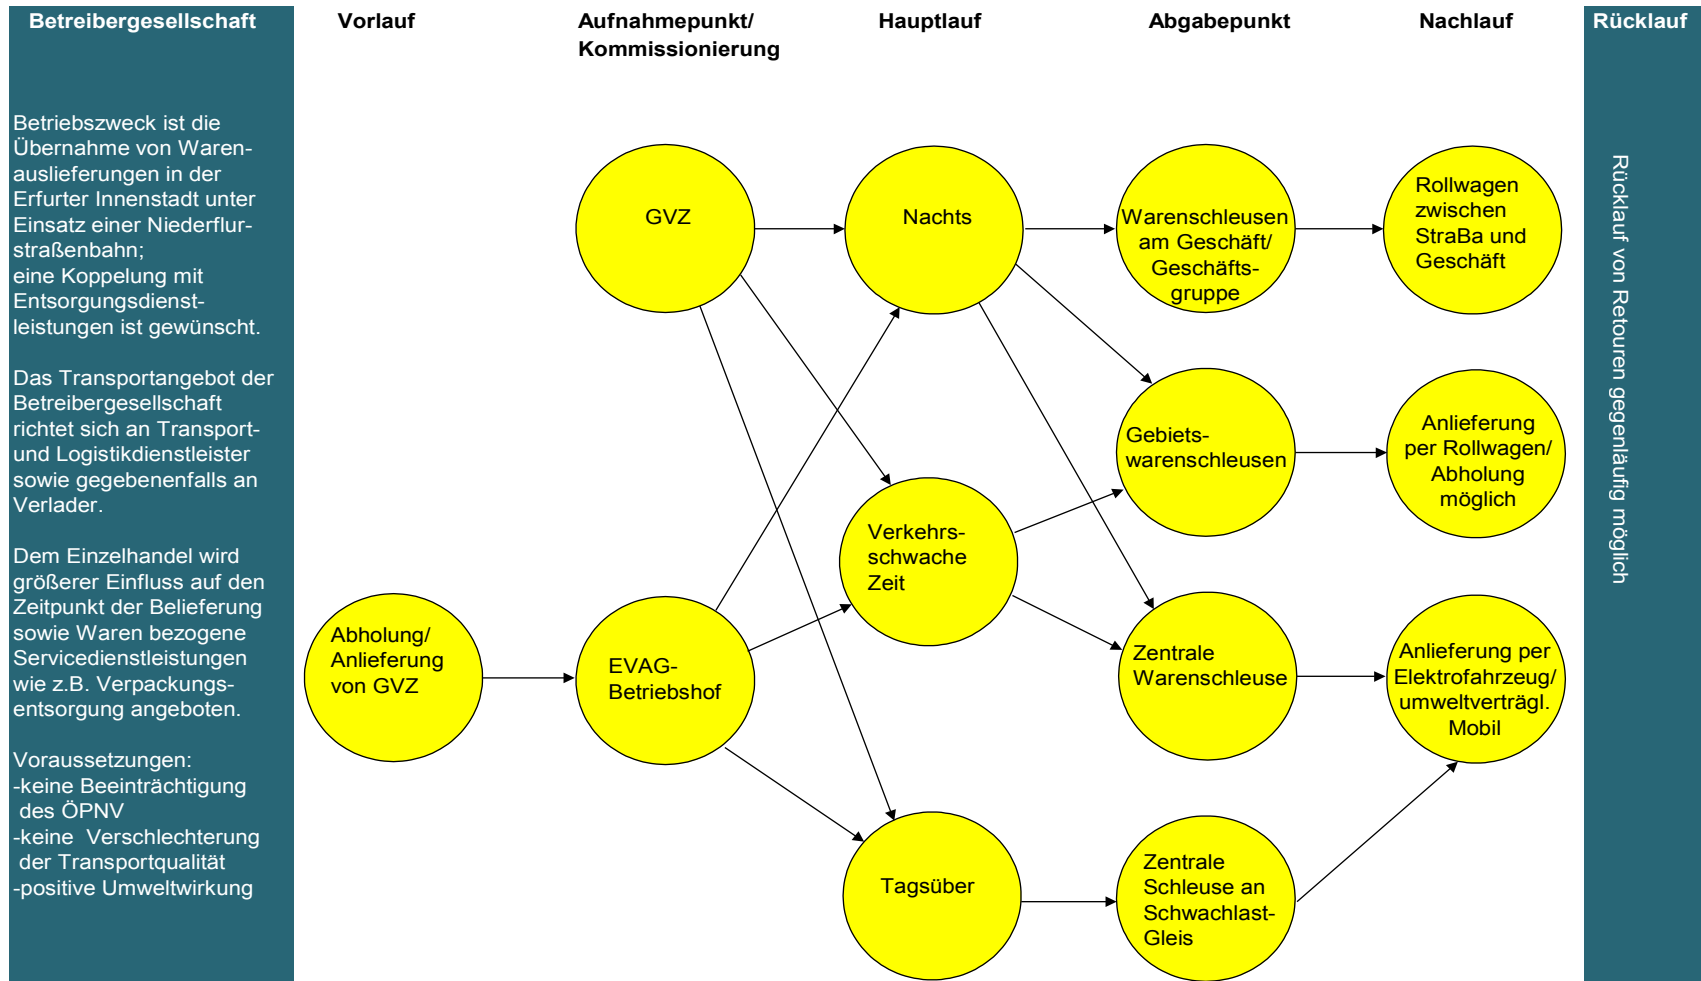 Betreibergesellschaft
Betriebszweck ist die
Übernahme von Waren-
auslieferungen in der
Erfurter Innenstadt unter
Einsatz einer Niederflur-
straßenbahn;
eine Koppelung mit
Entsorgungsdienst-
leistungen ist gewünscht.
Das Transportangebot der
Betreibergesellschaft
richtet sich an Transport-
und Logistikdienstleister
sowie gegebenenfalls an
Verlader.
Dem Einzelhandel wird
größerer Einfluss auf den
Zeitpunkt der Belieferung
sowie Waren bezogene
Servicedienstleistungen
wie z.B. Verpackungs-
entsorgung angeboten.
Voraussetzungen:
-keine Beeinträchtigung
des ÖPNV
-keine Verschlechterung
der Transportqualität
-positive Umweltwirkung
Vorlauf
Abholung/
Anlieferung
von GVZ
Aufnahmepunkt/
Kommissionierung
GVZ
EVAG-
Betriebshof
Hauptlauf
Nachts
Verkehrs-
schwache
Zeit
Tagsüber
Abgabepunkt
Warenschleusen
am Geschäft/
Geschäfts-
gruppe
Gebiets-
warenschleusen
Zentrale
Warenschleuse
Zentrale
Schleuse an
Schwachlast-
Gleis
Nachlauf
Rollwagen
zwischen
StraBa und
Geschäft
Anlieferung
per Rollwagen/
Abholung
möglich
Anlieferung per
Elektrofahrzeug/
umweltverträgl.
Mobil
Rücklauf
Rücklauf von Retouren gegenläufig möglich